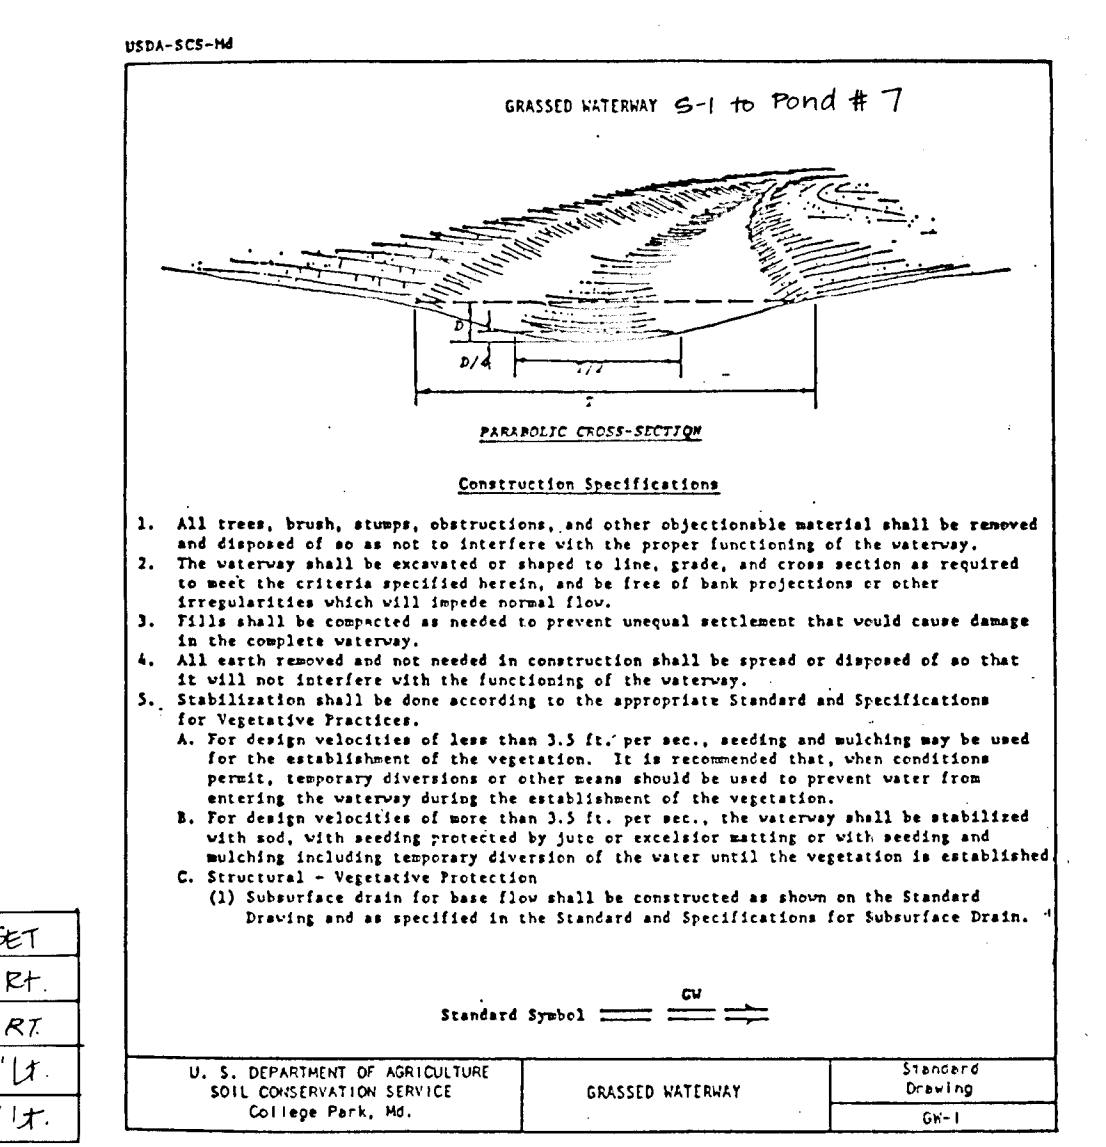 USDA-SCS-Md
GRASSED WATERWAY S-1 to Pond # 7
D
D/4
T
PARABOLIC CROSS-SECTION
Construction Specifications
1. All trees, brush, stumps, obstructions, and other objectionable material shall be removed
and disposed of so as not to interfere with the proper functioning of the waterway.
2. The waterway shall be excavated or shaped to line, grade, and cross section as required
to meet the criteria specified herein, and be free of bank projections or other
irregularities which will impede normal flow.
3. Fills shall be compacted as needed to prevent unequal settlement that would cause damage
in the complete waterway.
4. All earth removed and not needed in construction shall be spread or disposed of so that
it will not interfere with the functioning of the waterway.
5. Stabilization shall be done according to the appropriate Standard and Specifications
for Vegetative Practices.
A. For design velocities of less than 3.5 ft. per sec., seeding and mulching may be used
for the establishment of the vegetation. It is recommended that, when conditions
permit, temporary diversions or other means should be used to prevent water from
entering the waterway during the establishment of the vegetation.
B. For design velocities of more than 3.5 ft. per sec., the waterway shall be stabilized
with sod, with seeding protected by jute or excelsior matting or with seeding and
mulching including temporary diversion of the water until the vegetation is established
C. Structural - Vegetative Protection
(1) Subsurface drain for base flow shall be constructed as shown on the Standard
Drawing and as specified in the Standard and Specifications for Subsurface Drain.
Rt.
RT.
Lt.
Lt.
GW
Standard Symbol
U. S. DEPARTMENT OF AGRICULTURE
SOIL CONSERVATION SERVICE
College Park, Md.
GRASSED WATERWAY
Standard
Drawing
GW-1